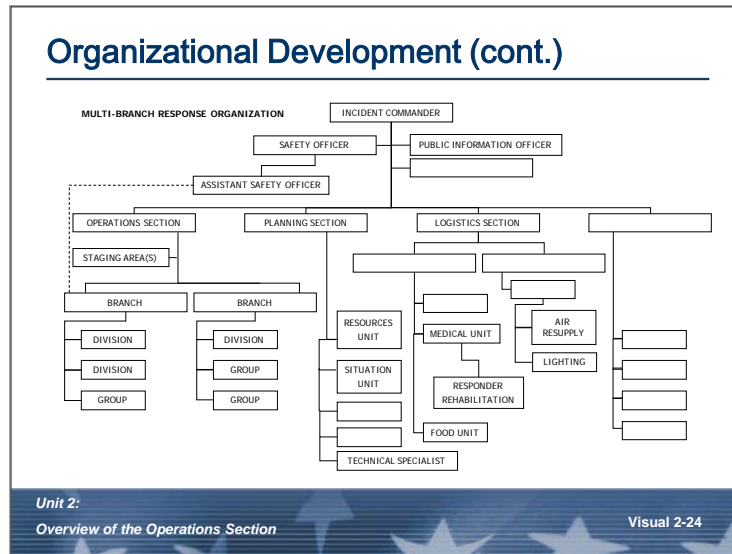 Organizational Development (cont.)
MULTI-BRANCH RESPONSE ORGANIZATION
INCIDENT COMMANDER
SAFETY OFFICER
PUBLIC INFORMATION OFFICER
ASSISTANT SAFETY OFFICER
OPERATIONS SECTION
PLANNING SECTION
LOGISTICS SECTION
STAGING AREA(S)
BRANCH
BRANCH
DIVISION
DIVISION
GROUP
DIVISION
GROUP
GROUP
RESOURCES
UNIT
SITUATION
UNIT
TECHNICAL SPECIALIST
MEDICAL UNIT
RESPONDER
REHABILITATION
FOOD UNIT
AIR
RESUPPLY
LIGHTING
Unit 2:
Overview of the Operations Section
Visual 2-24